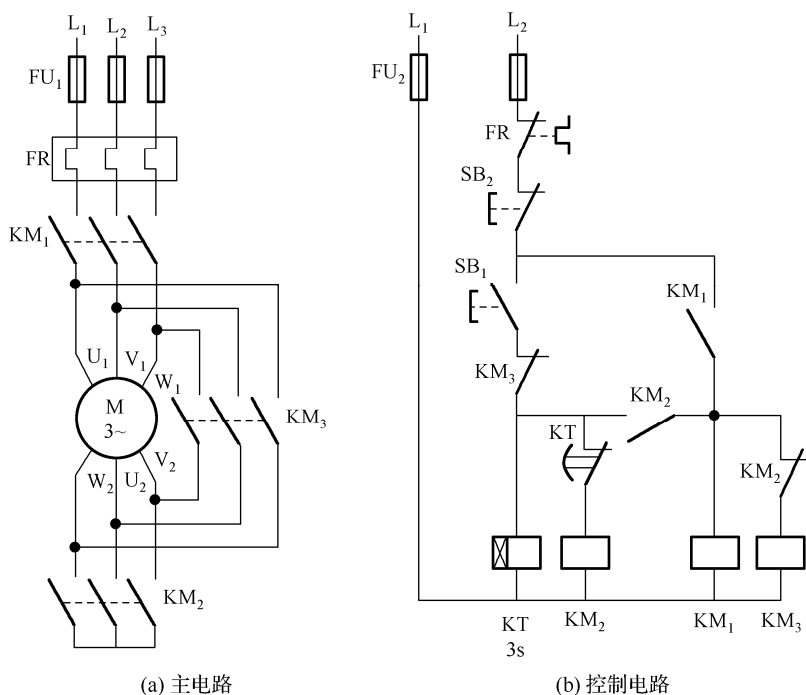 L₁ L₂ L₃
FU₁
FR
KM₁
U₁ V₁ W₁
M
3~
KM₃
W₂ U₂ V₂
KM₂
(a) 主电路
L₁ L₂
FU₂
FR
SB₂
SB₁
KM₁
KM₃
KM₂
KT
KM₂
KT KM₂ KM₁ KM₃
3s
(b) 控制电路